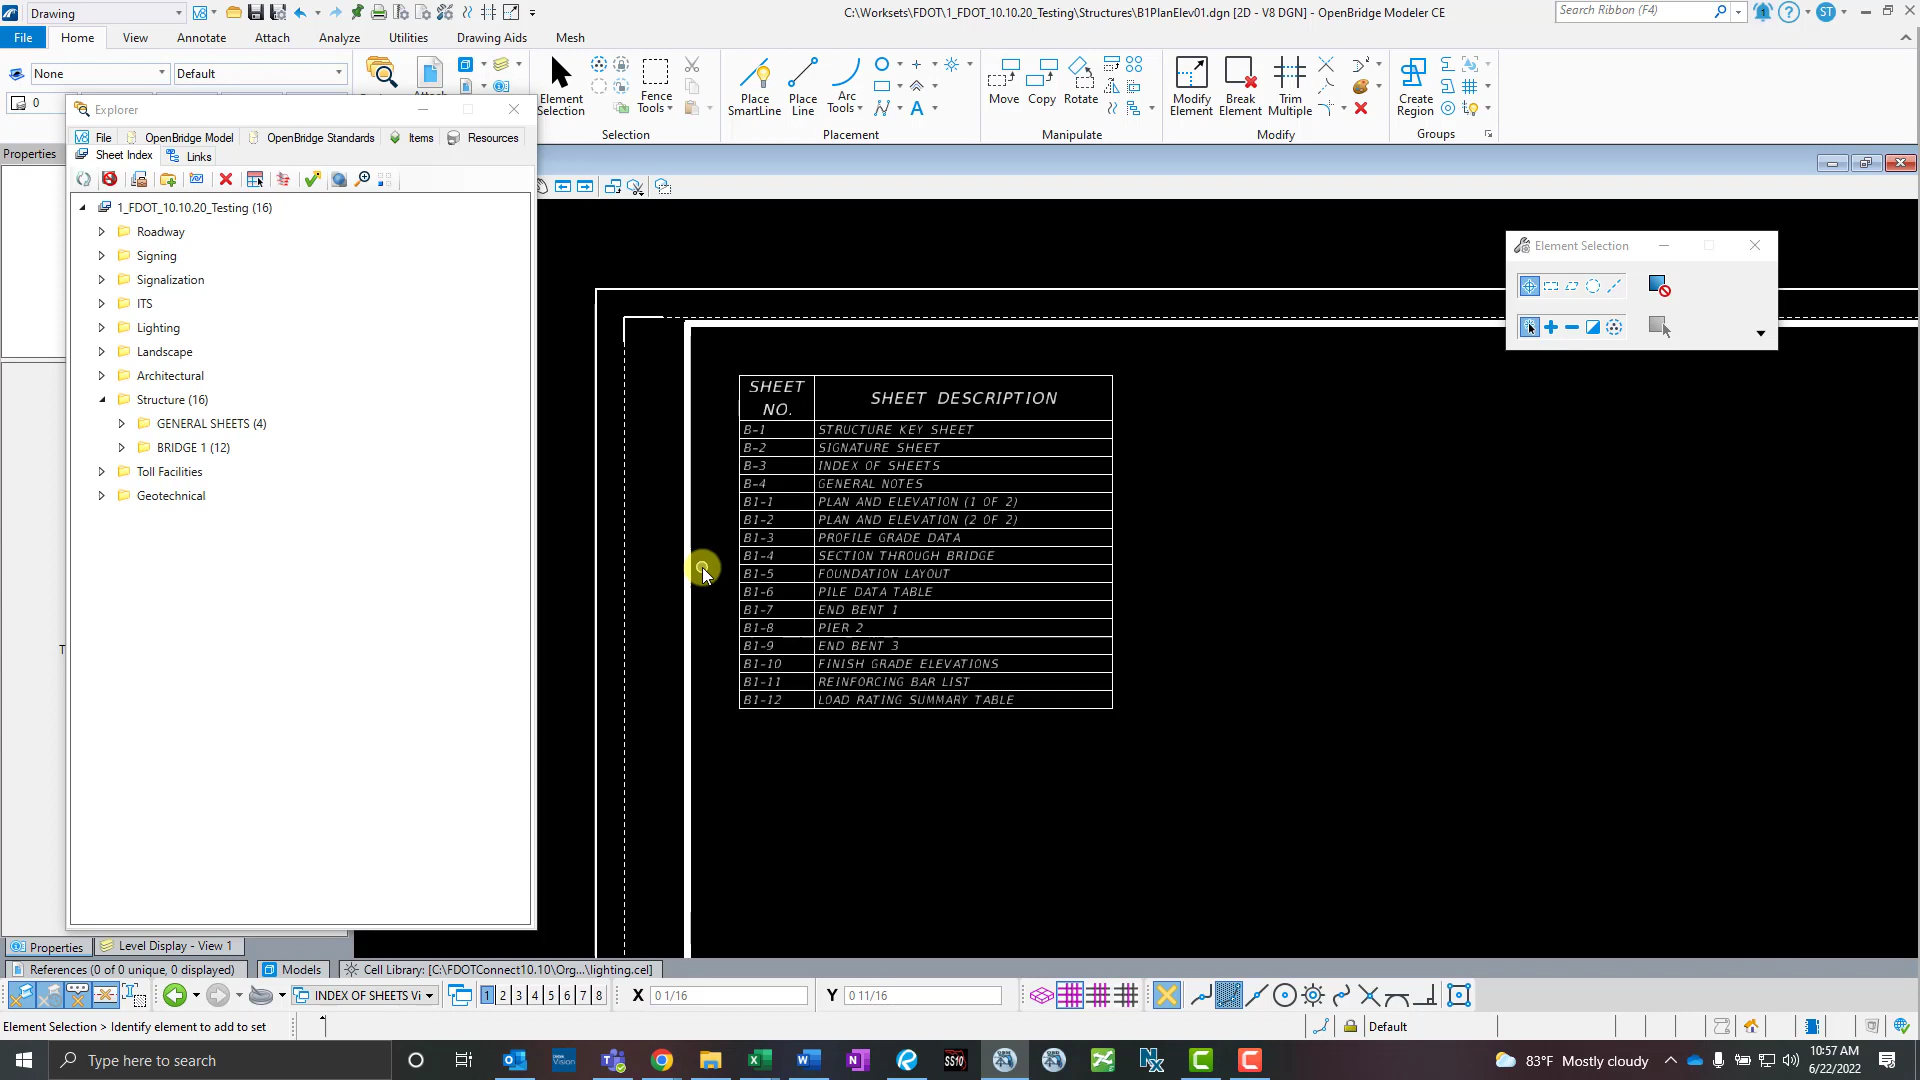 Drawing
C:\Worksets\FDOT\1_FDOT_10.10.20_Testing\Structures\B1PlanElev01.dgn [2D - V8 DGN] - OpenBridge Modeler CE
Search Ribbon (F4)
ST
File Home View Annotate Attach Analyze Utilities Drawing Aids Mesh
None
Default
0
Element Selection
Fence Tools
Selection
Place SmartLine
Place Line
Arc Tools
Placement
Move
Copy
Rotate
Manipulate
Modify Element
Break Element
Trim Multiple
Modify
Create Region
Groups
Explorer
File
OpenBridge Model
OpenBridge Standards
Items
Resources
Properties
Sheet Index
Links
1_FDOT_10.10.20_Testing (16)
Roadway
Signing
Signalization
ITS
Lighting
Landscape
Architectural
Structure (16)
GENERAL SHEETS (4)
BRIDGE 1 (12)
Toll Facilities
Geotechnical
T
Element Selection
SHEET NO. SHEET DESCRIPTION
B-1 STRUCTURE KEY SHEET
B-2 SIGNATURE SHEET
B-3 INDEX OF SHEETS
B-4 GENERAL NOTES
B1-1 PLAN AND ELEVATION (1 OF 2)
B1-2 PLAN AND ELEVATION (2 OF 2)
B1-3 PROFILE GRADE DATA
B1-4 SECTION THROUGH BRIDGE
B1-5 FOUNDATION LAYOUT
B1-6 PILE DATA TABLE
B1-7 END BENT 1
B1-8 PIER 2
B1-9 END BENT 3
B1-10 FINISH GRADE ELEVATIONS
B1-11 REINFORCING BAR LIST
B1-12 LOAD RATING SUMMARY TABLE
Properties
Level Display - View 1
References (0 of 0 unique, 0 displayed)
Models
Cell Library: [C:\FDOTConnect10.10\Org...\lighting.cel]
INDEX OF SHEETS Vi
1 2 3 4 5 6 7 8
X 0 1/16
Y 0 11/16
Element Selection > Identify element to add to set
Default
Type here to search
SS10
83°F Mostly cloudy
10:57 AM
6/22/2022